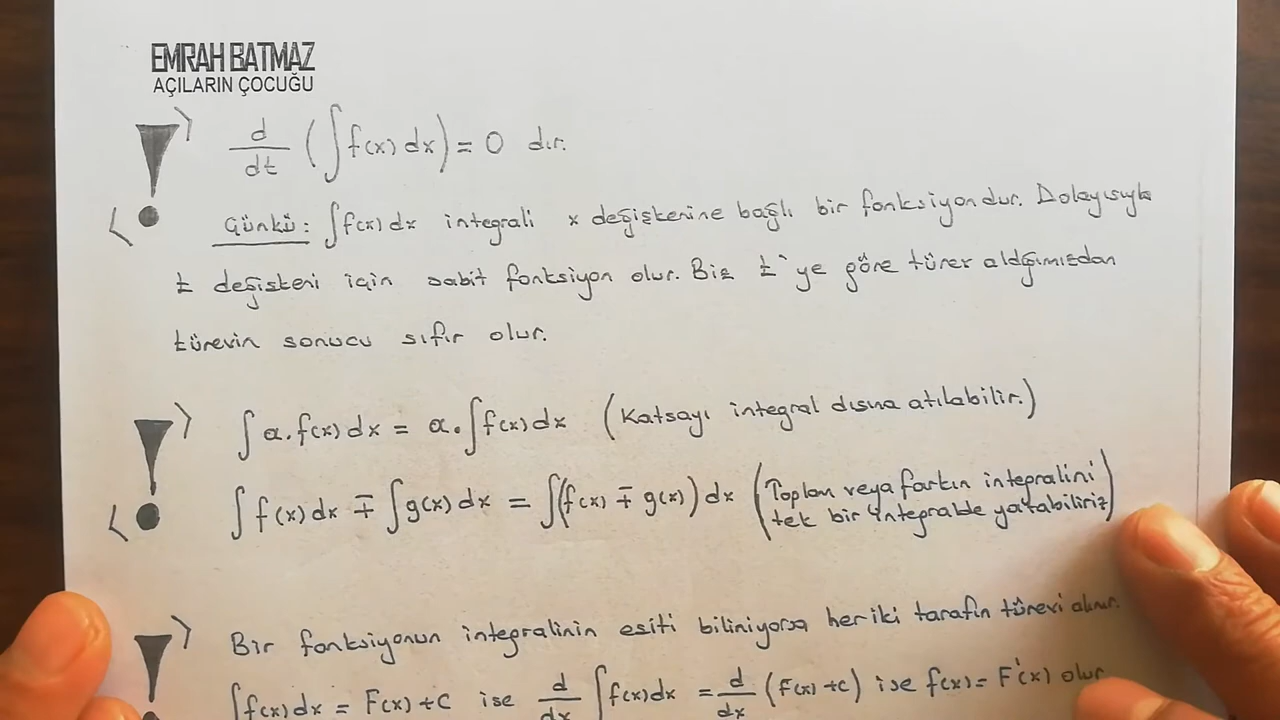 EMRAH BATMAZ
AÇILARIN ÇOCUĞU
d/dt (∫f(x) dx) = 0 dır.
Günkü: ∫f(x) dx integrali x değişkenine bağlı bir fonksiyondur. Dolayısıyla
t değişkeni için sabit fonksiyon olur. Biz t'ye göre türev aldığımızdan
türevin sonucu sıfır olur.
∫a.f(x) dx = a.∫f(x) dx (Katsayı integral dışına atılabilir.)
∫f(x) dx ∓ ∫g(x) dx = ∫(f(x) ∓ g(x)) dx (Toplam veya farkın integralini
tek bir integralde yazabiliriz)
Bir fonksiyonun integralinin eşiti biliniyorsa her iki tarafın türevi alınır.
∫f(x) dx = F(x) + C ise d/dx ∫f(x) dx = d/dx (F(x) + C) ise f(x) = F'(x) olur